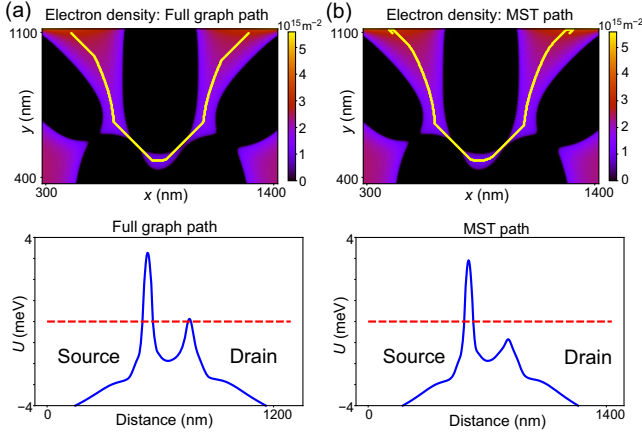 (a) Electron density: Full graph path
10¹⁵m⁻²
1100
y (nm)
400
300
x (nm)
1400
5
4
3
2
1
0
(b) Electron density: MST path
10¹⁵m⁻²
1100
y (nm)
400
300
x (nm)
1400
5
4
3
2
1
0
Full graph path
4
U (meV)
−4
Source
Drain
0
Distance (nm)
1200
MST path
4
U (meV)
−4
Source
Drain
0
Distance (nm)
1400